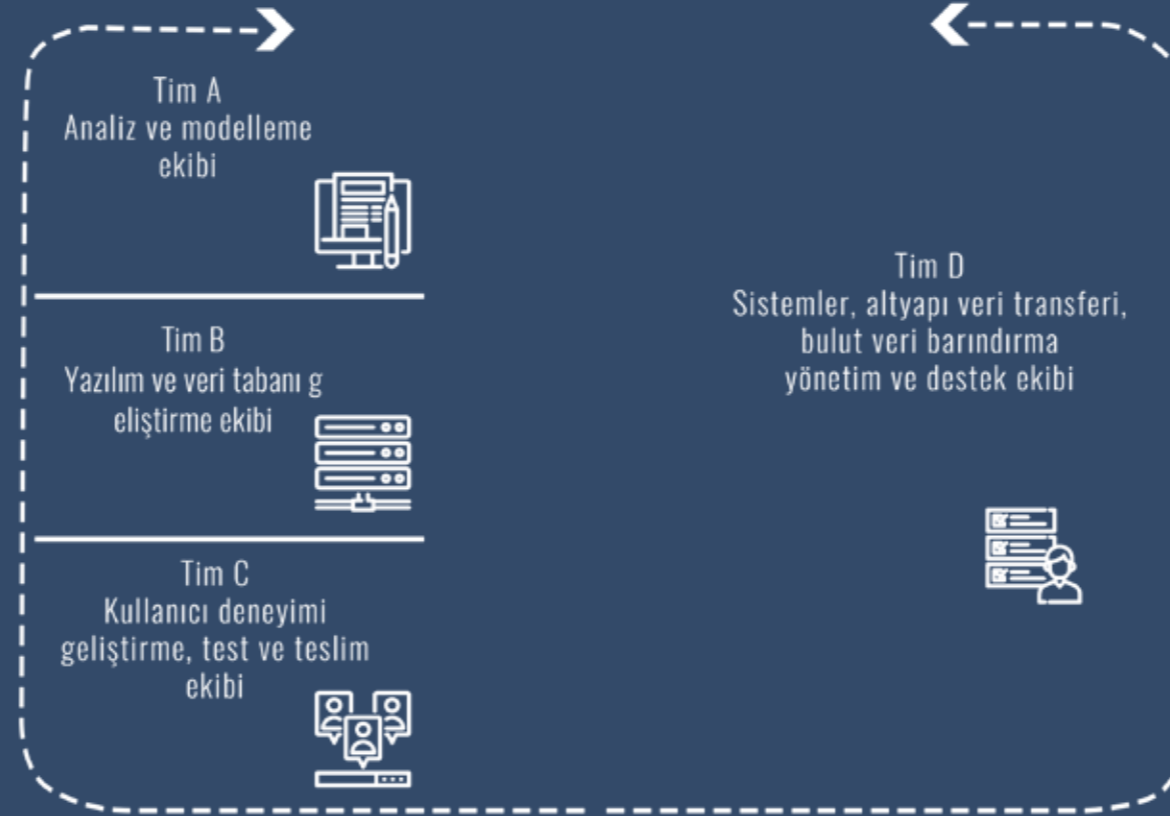 Tim A
Analiz ve modelleme
ekibi
Tim B
Yazılım ve veri tabanı g
eliştirme ekibi
Tim C
Kullanıcı deneyimi
geliştirme, test ve teslim
ekibi
Tim D
Sistemler, altyapı veri transferi,
bulut veri barındırma
yönetim ve destek ekibi